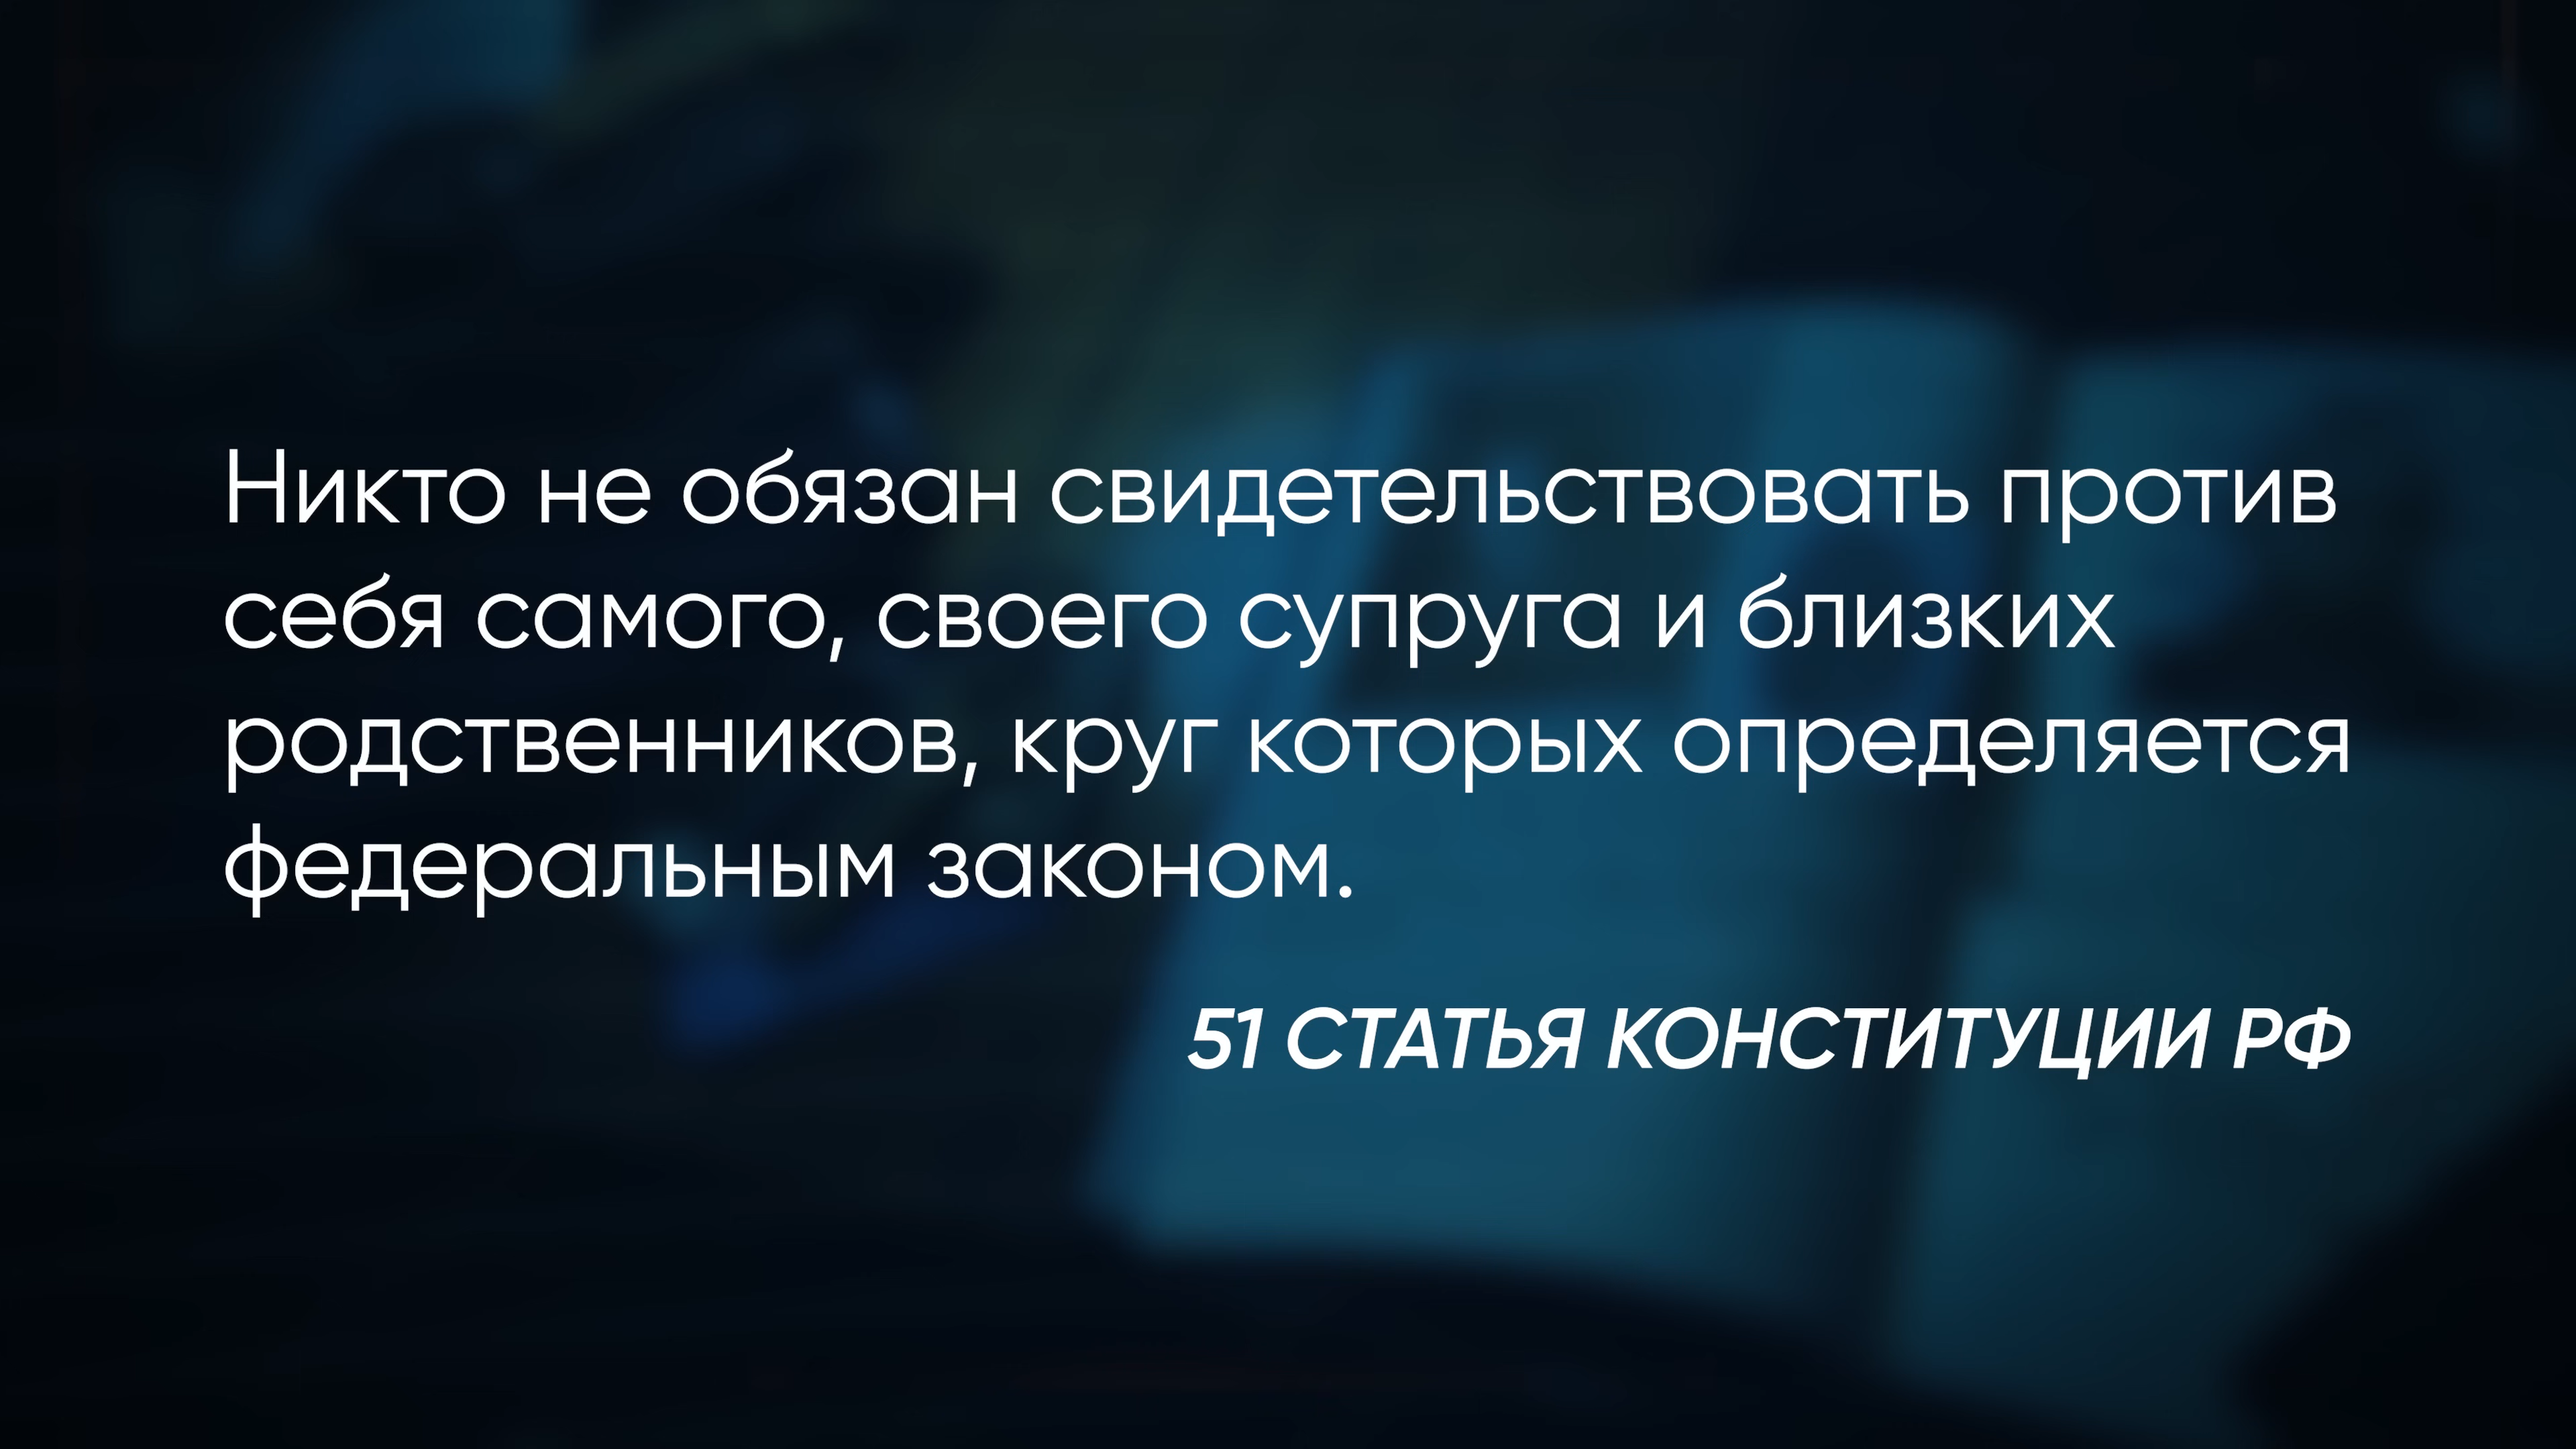 Никто не обязан свидетельствовать против
себя самого, своего супруга и близких
родственников, круг которых определяется
федеральным законом.
51 СТАТЬЯ КОНСТИТУЦИИ РФ